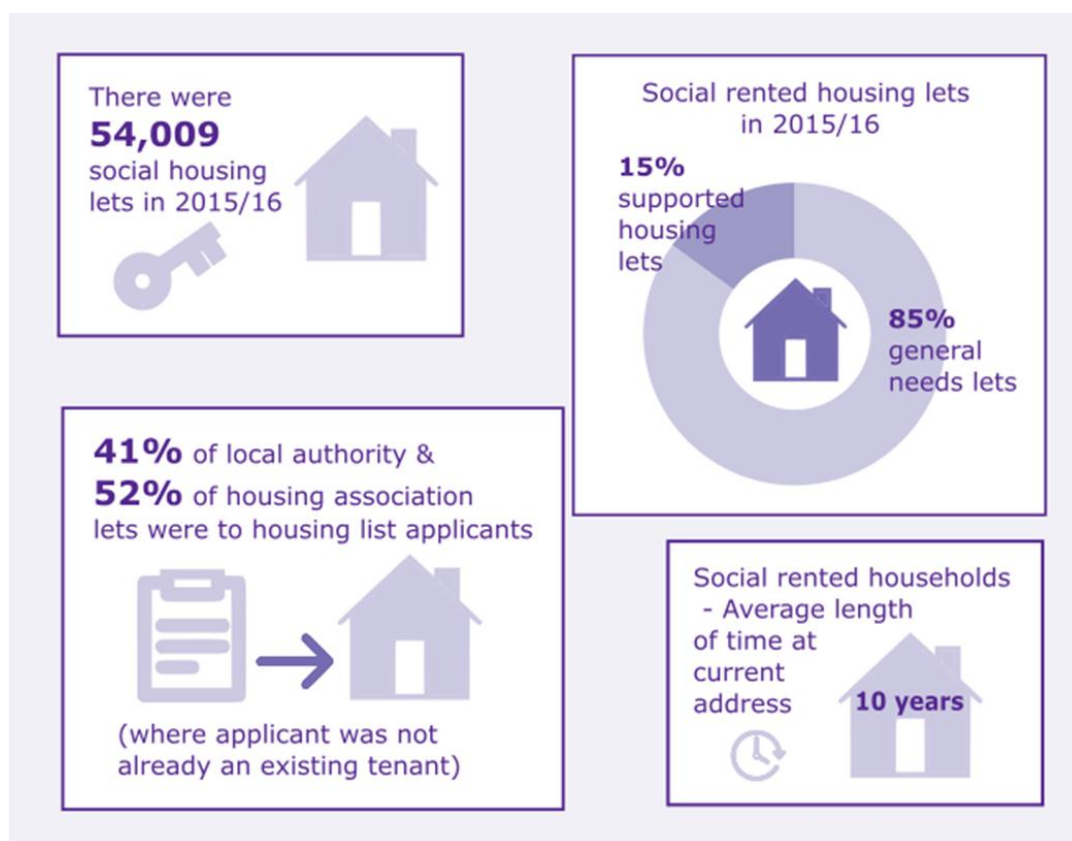 There were
54,009
social housing
lets in 2015/16
Social rented housing lets
in 2015/16
15%
supported
housing
lets
85%
general
needs lets
41% of local authority &
52% of housing association
lets were to housing list applicants
(where applicant was not
already an existing tenant)
Social rented households
- Average length
of time at
current
address
10 years